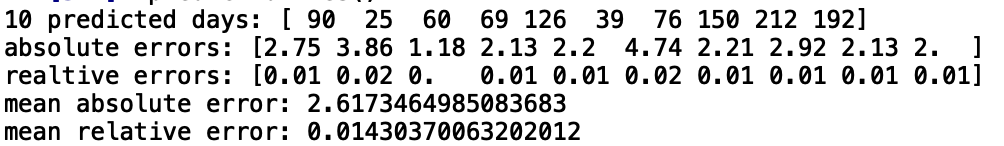 10 predicted days: [ 90  25  60  69 126  39  76 150 212 192]
absolute errors: [2.75 3.86 1.18 2.13 2.2  4.74 2.21 2.92 2.13 2.  ]
realtive errors: [0.01 0.02 0.   0.01 0.01 0.02 0.01 0.01 0.01 0.01]
mean absolute error: 2.6173464985083683
mean relative error: 0.01430370063202012